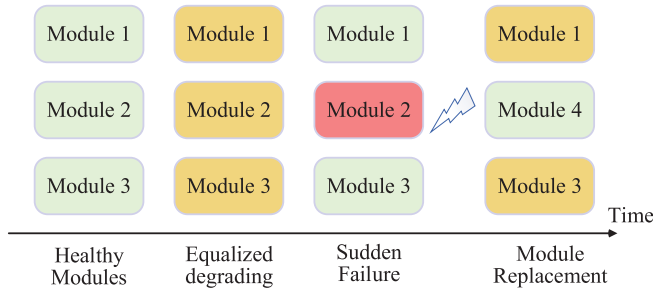 Module 1
Module 1
Module 1
Module 1
Module 2
Module 2
Module 2
Module 4
Module 3
Module 3
Module 3
Module 3
Time
Healthy
Modules
Equalized
degrading
Sudden
Failure
Module
Replacement